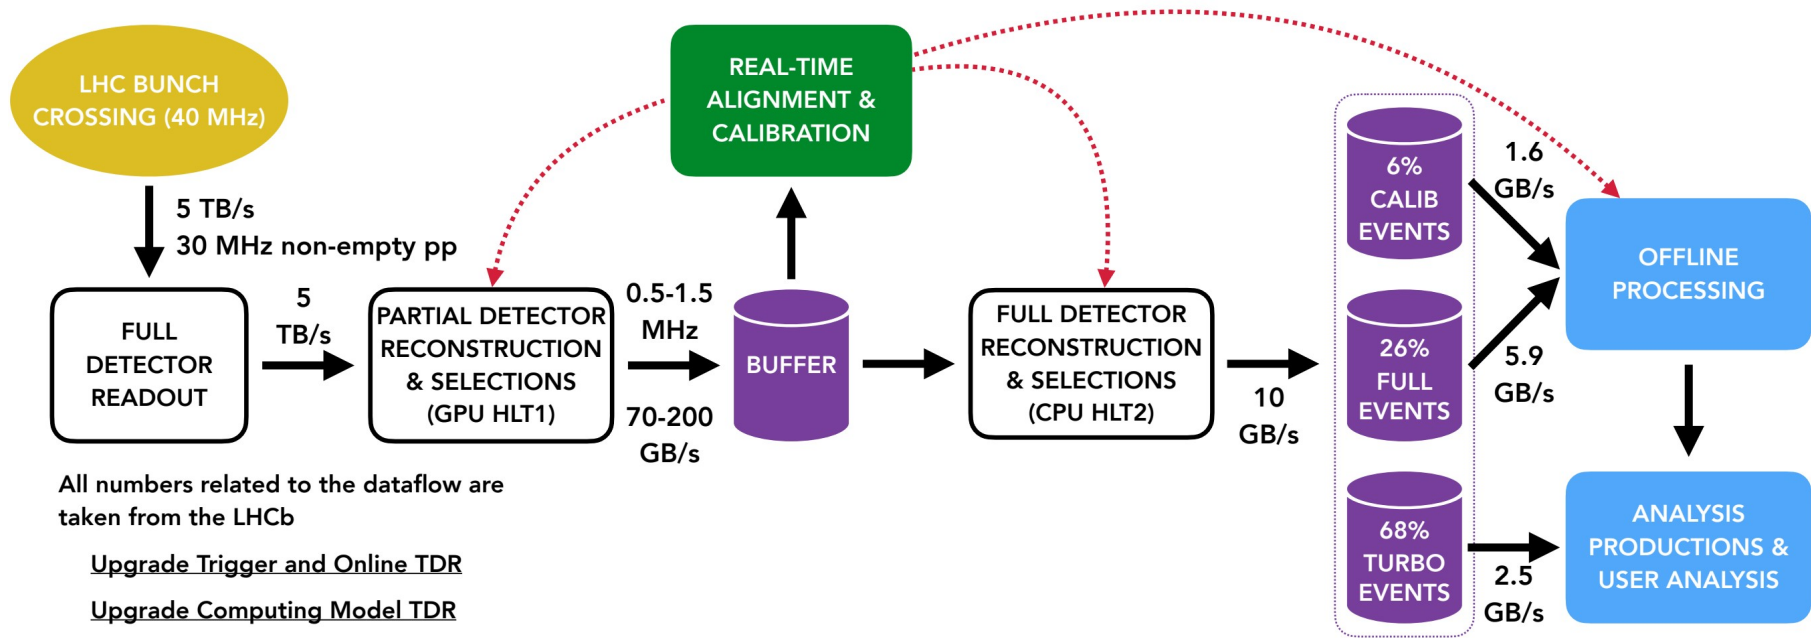 LHC BUNCH
CROSSING (40 MHz)
5 TB/s
30 MHz non-empty pp
FULL
DETECTOR
READOUT
5
TB/s
PARTIAL DETECTOR
RECONSTRUCTION
& SELECTIONS
(GPU HLT1)
0.5-1.5
MHz
70-200
GB/s
BUFFER
REAL-TIME
ALIGNMENT &
CALIBRATION
FULL DETECTOR
RECONSTRUCTION
& SELECTIONS
(CPU HLT2)
10
GB/s
6%
CALIB
EVENTS
1.6
GB/s
26%
FULL
EVENTS
5.9
GB/s
68%
TURBO
EVENTS
2.5
GB/s
OFFLINE
PROCESSING
ANALYSIS
PRODUCTIONS &
USER ANALYSIS
All numbers related to the dataflow are
taken from the LHCb
Upgrade Trigger and Online TDR
Upgrade Computing Model TDR